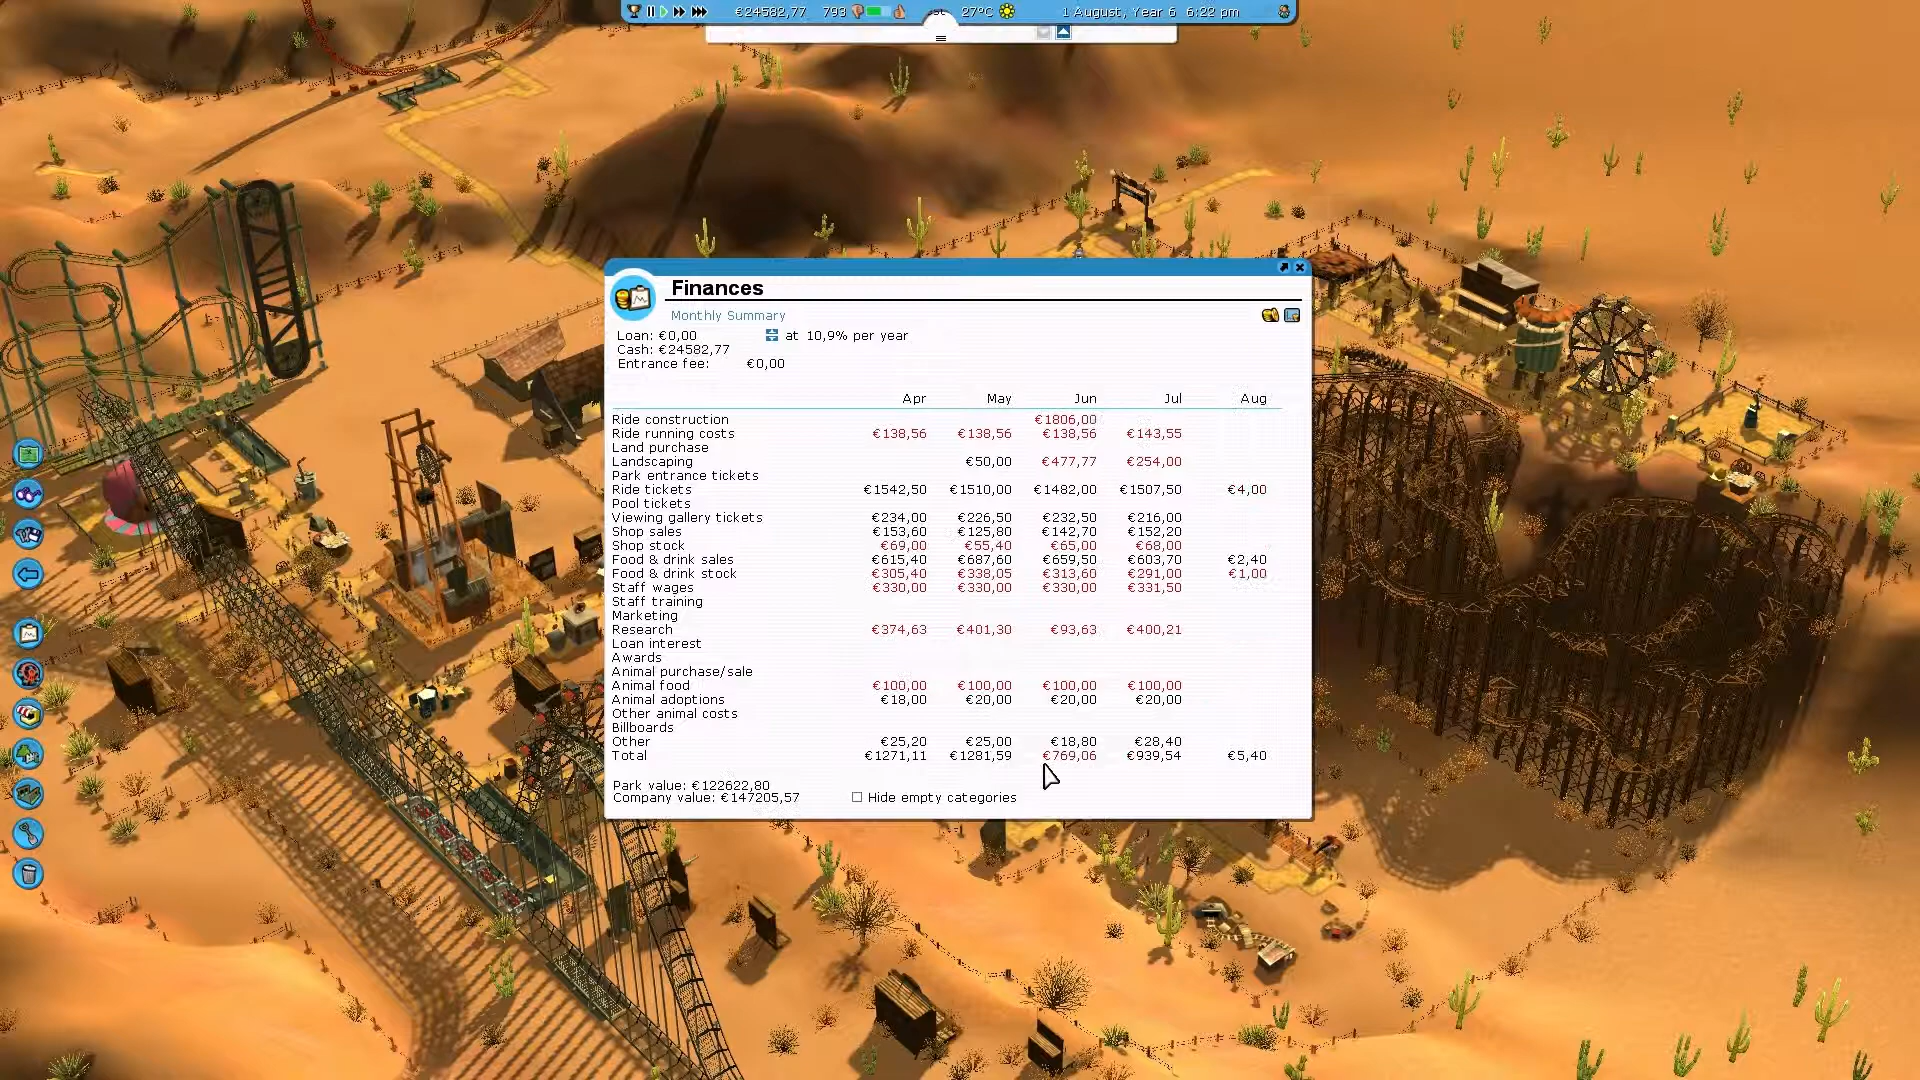 €24582,77 793 27°C 1 August, Year 6 6:22 pm
Finances
Monthly Summary
Loan: €0,00 at 10,9% per year
Cash: €24582,77
Entrance fee: €0,00
Apr May Jun Jul Aug
Ride construction €1806,00
Ride running costs €138,56 €138,56 €138,56 €143,55
Land purchase
Landscaping €50,00 €477,77 €254,00
Park entrance tickets
Ride tickets €1542,50 €1510,00 €1482,00 €1507,50 €4,00
Pool tickets
Viewing gallery tickets €234,00 €226,50 €232,50 €216,00
Shop sales €153,60 €125,80 €142,70 €152,20
Shop stock €69,00 €55,40 €65,00 €68,00
Food & drink sales €615,40 €687,60 €659,50 €603,70 €2,40
Food & drink stock €305,40 €338,05 €313,60 €291,00 €1,00
Staff wages €330,00 €330,00 €330,00 €331,50
Staff training
Marketing
Research €374,63 €401,30 €93,63 €400,21
Loan interest
Awards
Animal purchase/sale
Animal food €100,00 €100,00 €100,00 €100,00
Animal adoptions €18,00 €20,00 €20,00 €20,00
Other animal costs
Billboards
Other €25,20 €25,00 €18,80 €28,40
Total €1271,11 €1281,59 €769,06 €939,54 €5,40
Park value: €122622,80
Company value: €147205,57 Hide empty categories